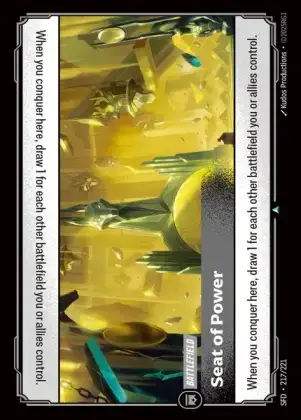 When you conquer here, draw 1 for each other battlefield you or allies control.
BATTLEFIELD
Seat of Power
When you conquer here, draw 1 for each other battlefield you or allies control.
SFD • 217/221
Kudos Productions • ©2025RGI